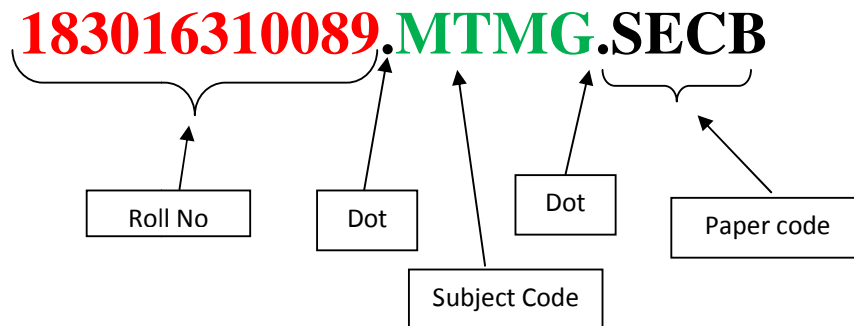 183016310089.MTMG.SECB
Roll No
Dot
Dot
Paper code
Subject Code